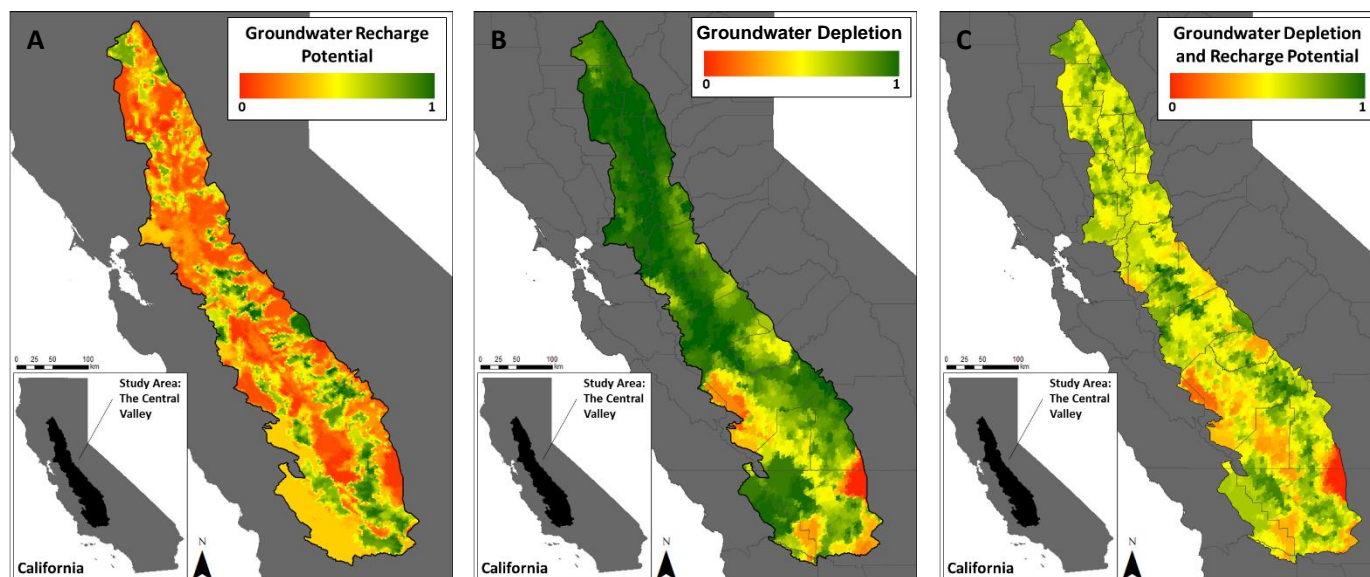 A
Groundwater Recharge
Potential
0 1
0 25 50 100
km
Study Area:
The Central
Valley
California
N
B
Groundwater Depletion
0 1
0 25 50 100
km
Study Area:
The Central
Valley
California
N
C
Groundwater Depletion
and Recharge Potential
0 1
0 25 50 100
km
Study Area:
The Central
Valley
California
N